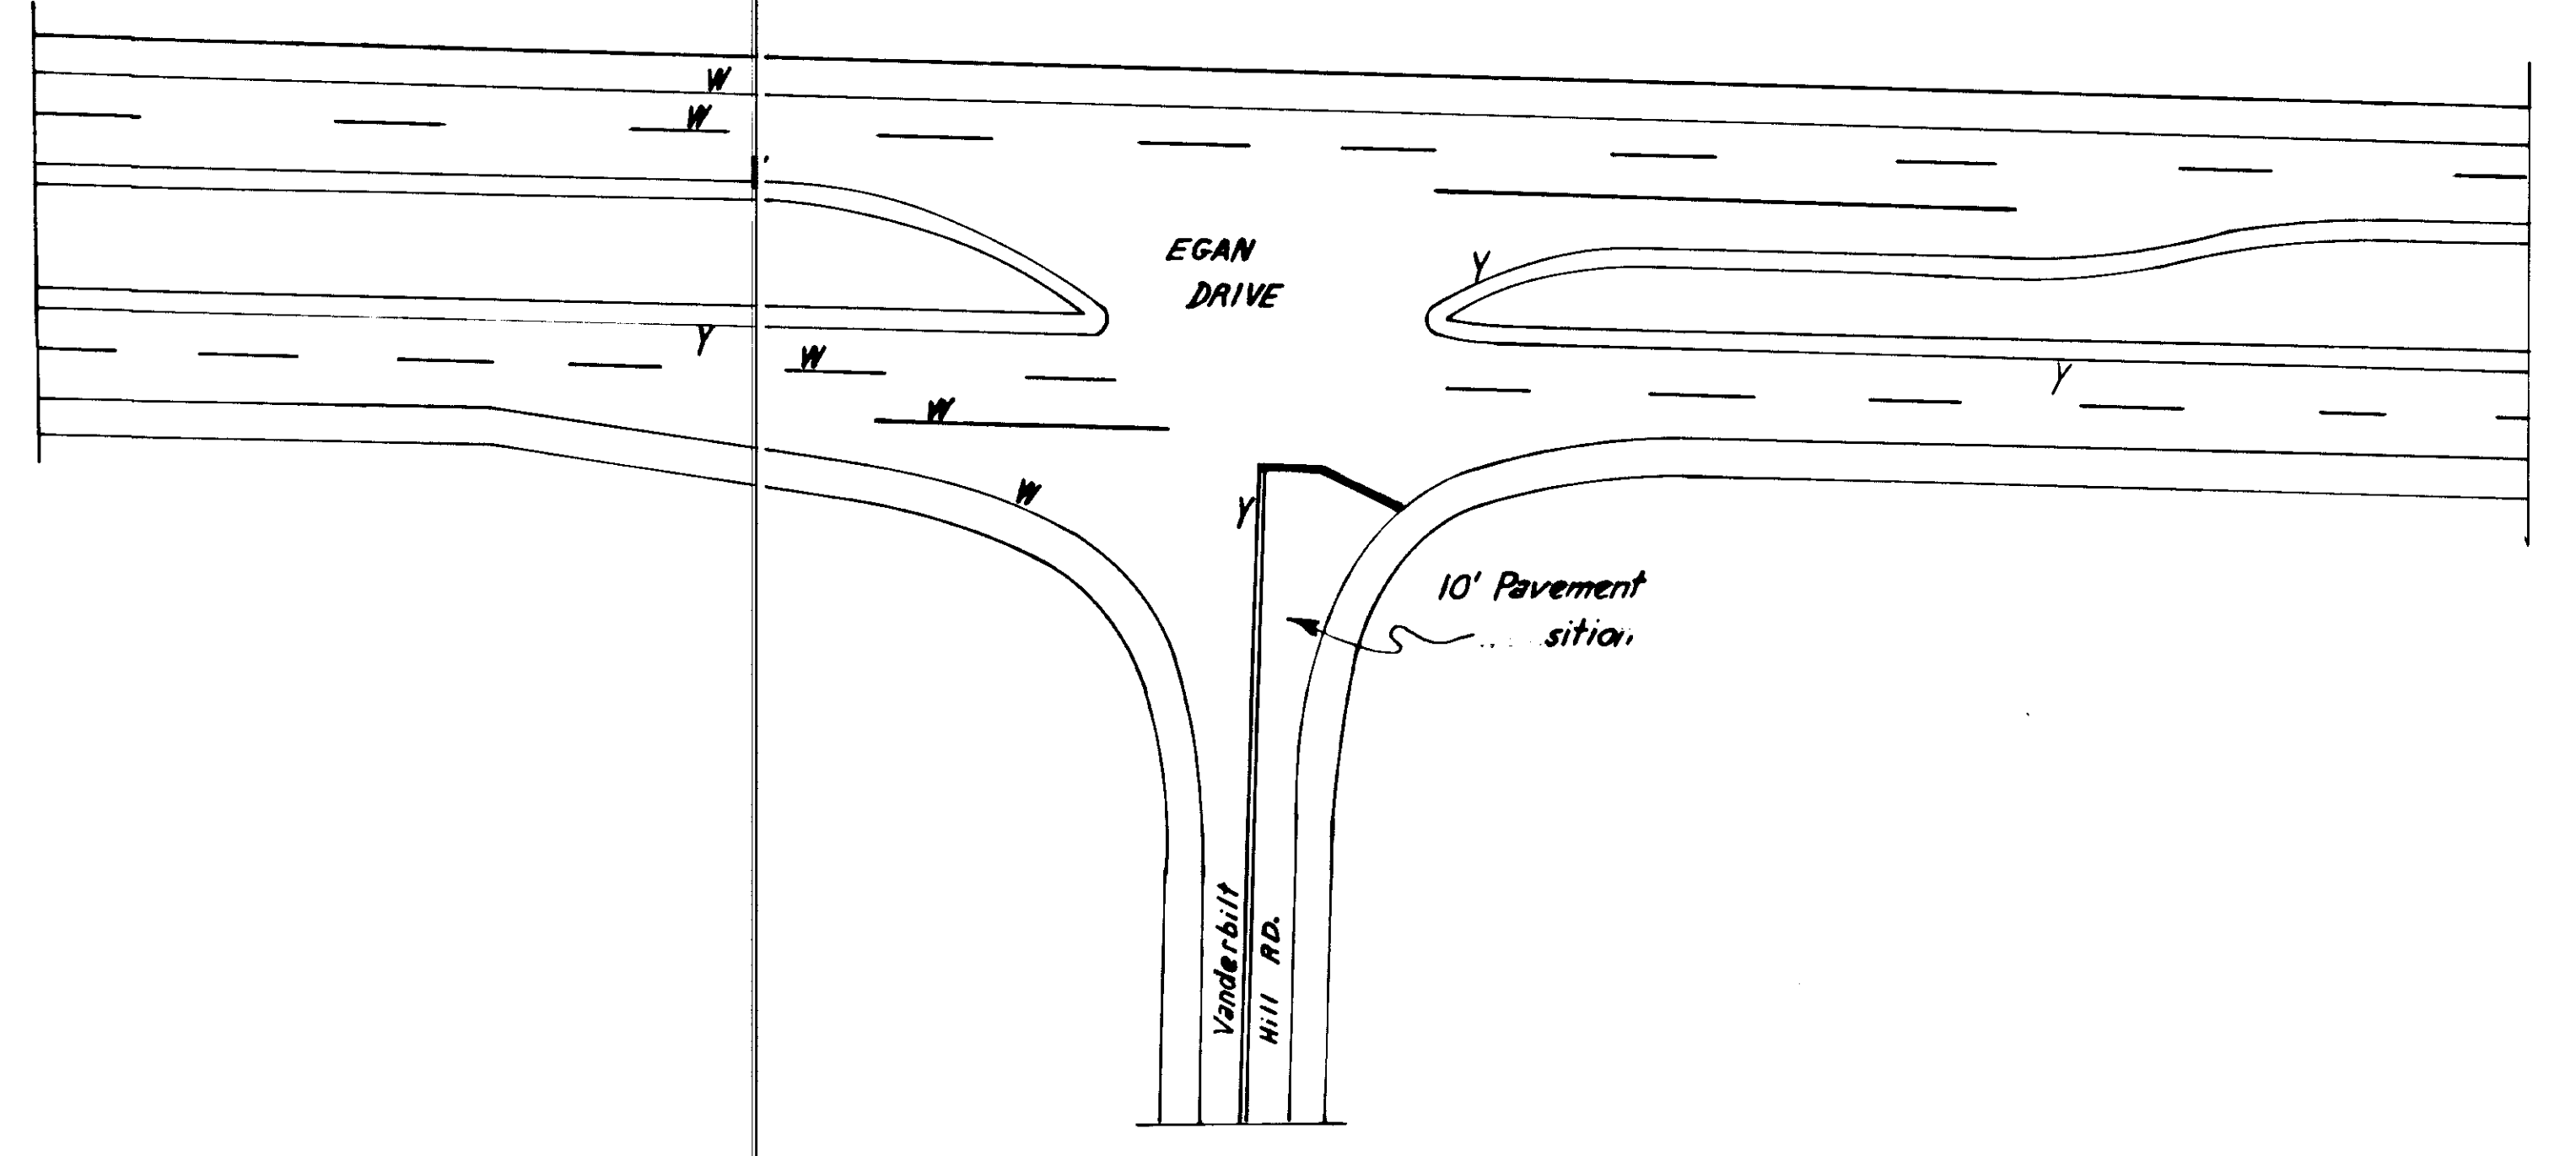 W
W
EGAN
DRIVE
Y
Y
W
Y
W
W
Y
10' Pavement
sition
Vanderbilt
Hill RD.